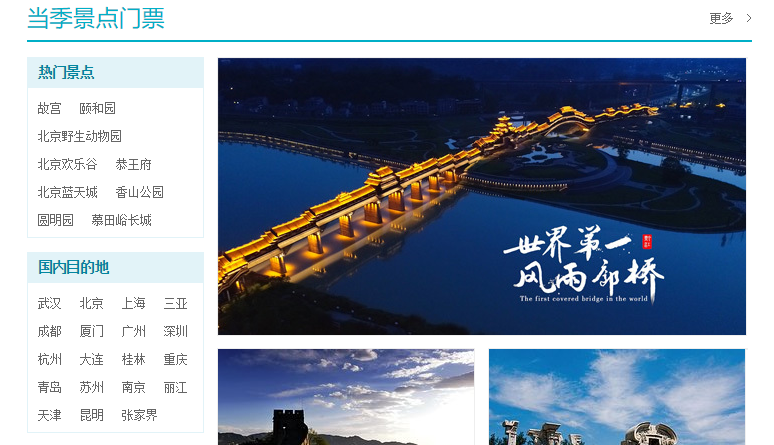 当季景点门票
更多 >
热门景点
故宫 颐和园
北京野生动物园
北京欢乐谷 恭王府
北京蓝天城 香山公园
圆明园 慕田峪长城
国内目的地
武汉 北京 上海 三亚
成都 厦门 广州 深圳
杭州 大连 桂林 重庆
青岛 苏州 南京 丽江
天津 昆明 张家界
世界第一
风雨廊桥
The first covered bridge in the world